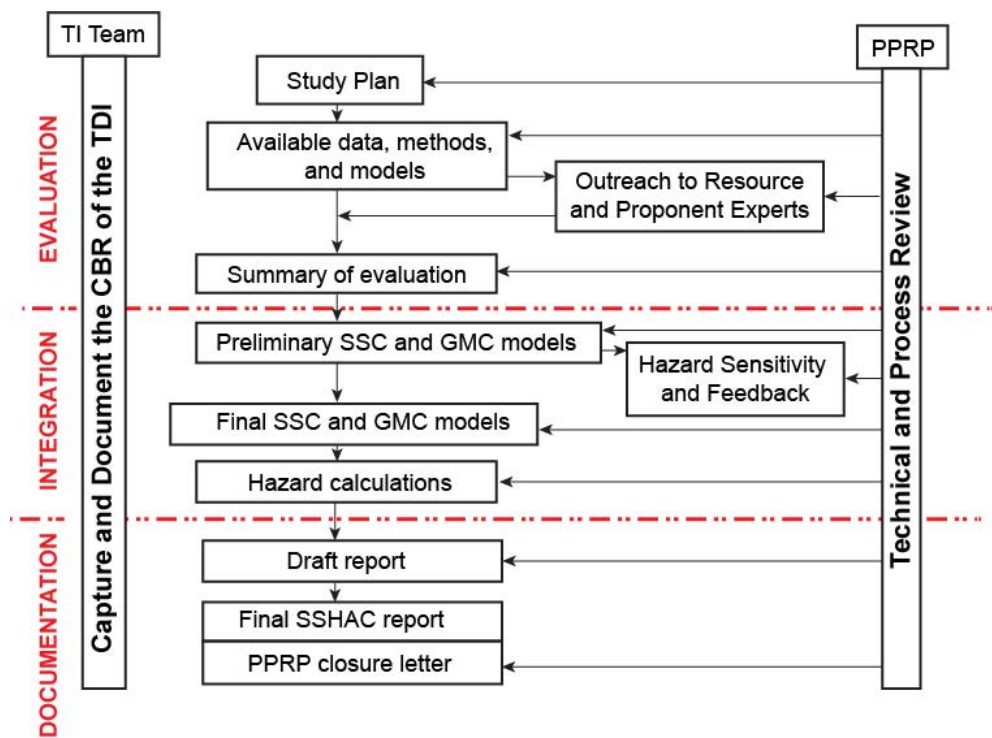 TI Team
PPRP
Capture and Document the CBR of the TDI
Technical and Process Review
EVALUATION
Study Plan
Available data, methods,
and models
Outreach to Resource
and Proponent Experts
Summary of evaluation
INTEGRATION
Preliminary SSC and GMC models
Hazard Sensitivity
and Feedback
Final SSC and GMC models
Hazard calculations
DOCUMENTATION
Draft report
Final SSHAC report
PPRP closure letter